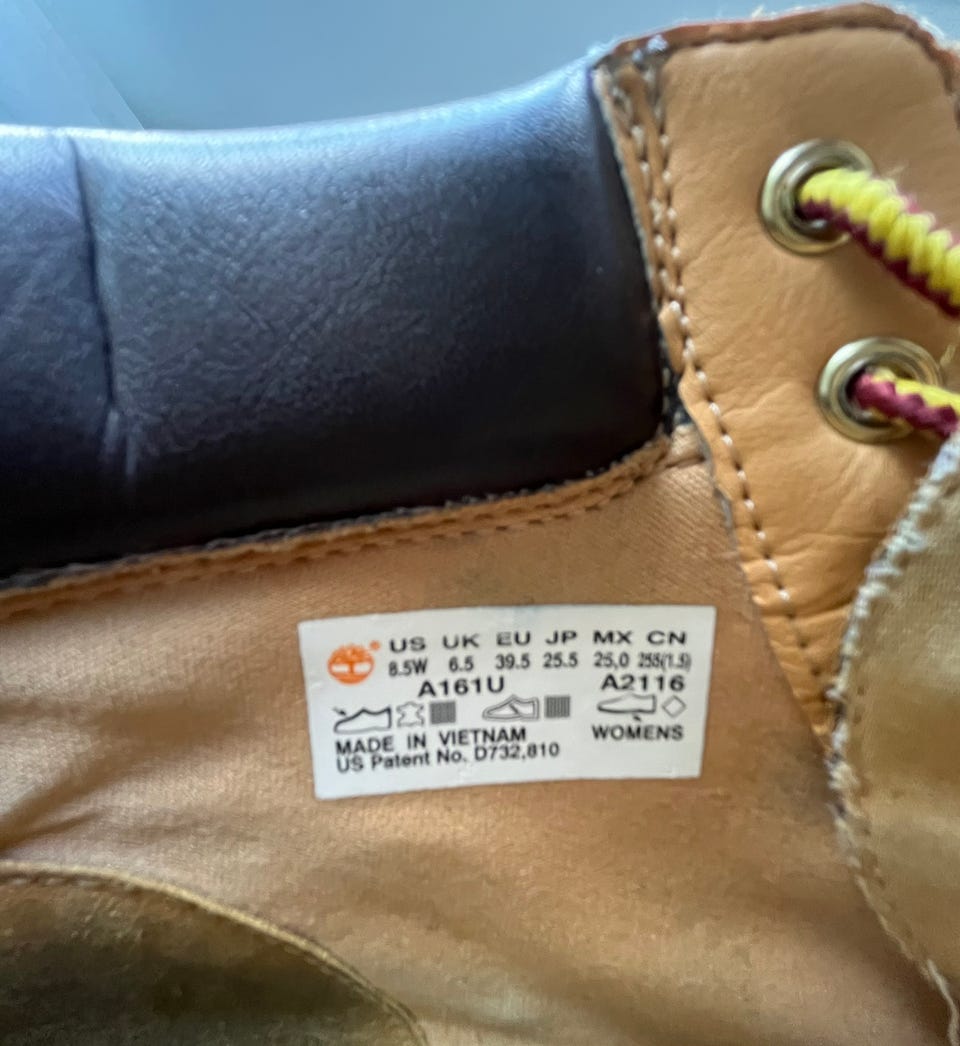 ® US UK EU JP MX CN
8.5W 6.5 39.5 25.5 25,0 255(1.5)
A161U A2116
MADE IN VIETNAM WOMENS
US Patent No. D732,810